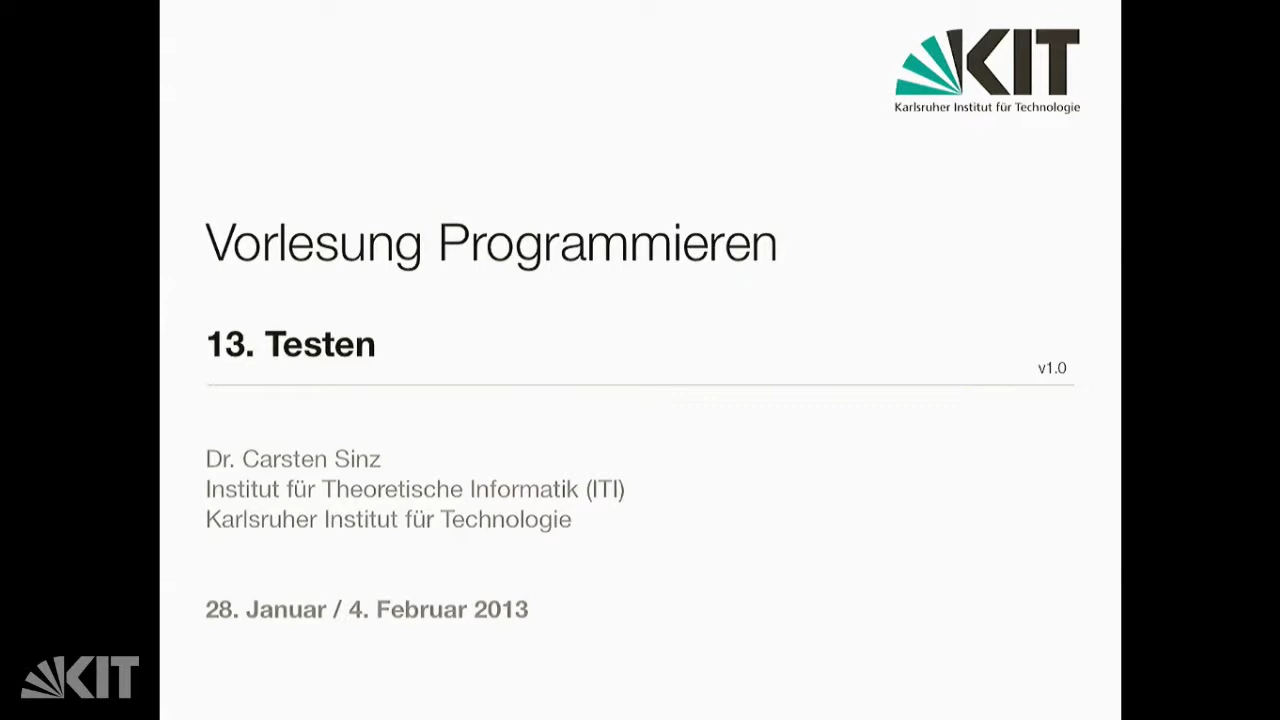 KIT
Karlsruher Institut für Technologie
Vorlesung Programmieren
13. Testen
v1.0
Dr. Carsten Sinz
Institut für Theoretische Informatik (ITI)
Karlsruher Institut für Technologie
28. Januar / 4. Februar 2013
KIT